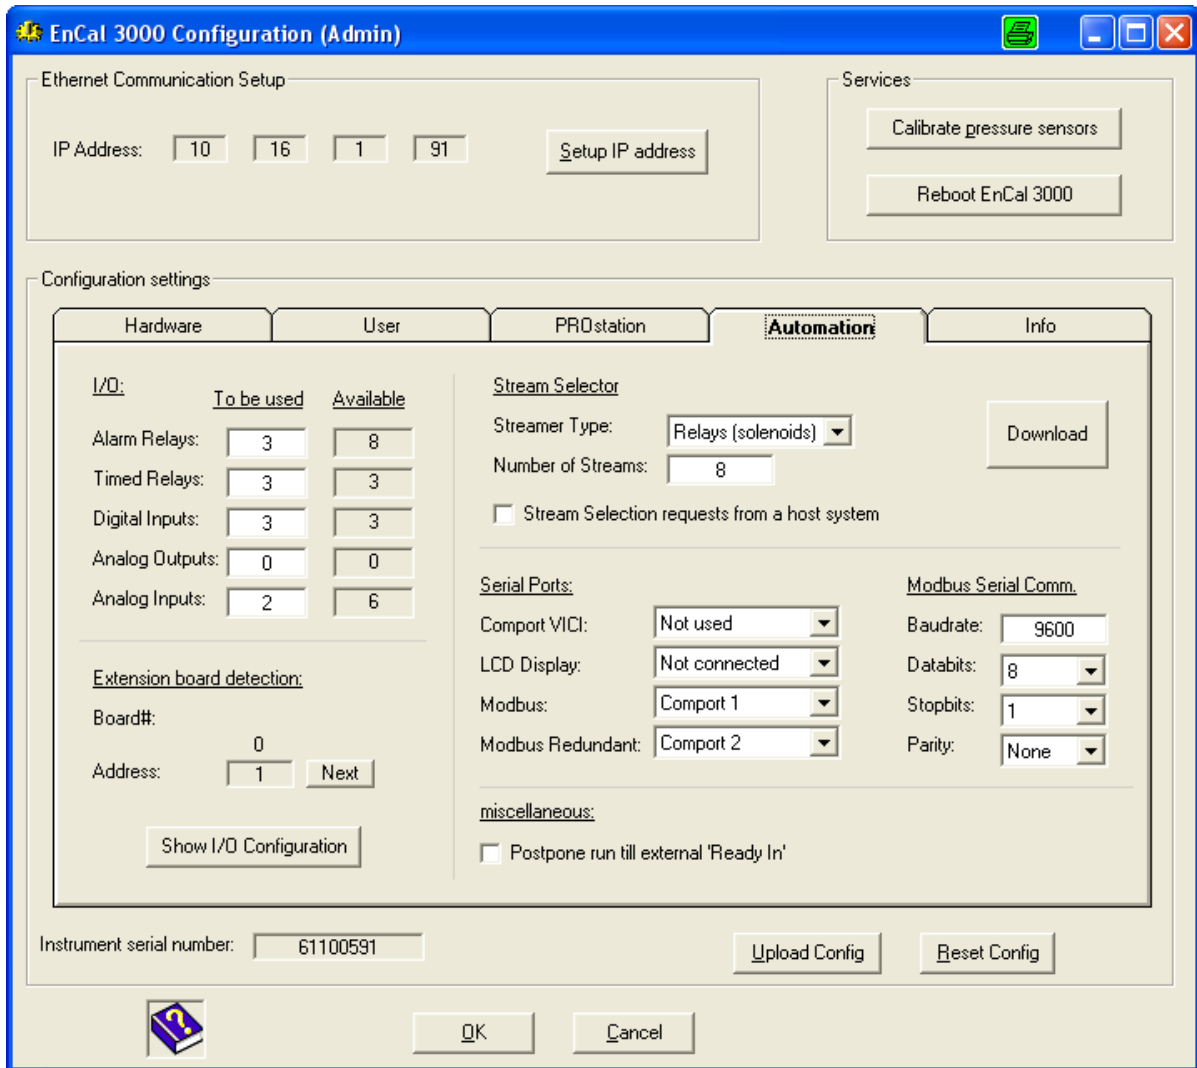 EnCal 3000 Configuration (Admin)
Ethernet Communication Setup
IP Address: 10 16 1 91
Setup IP address
Services
Calibrate pressure sensors
Reboot EnCal 3000
Configuration settings
Hardware User PROstation Automation Info
I/O:
To be used Available
Alarm Relays: 3 8
Timed Relays: 3 3
Digital Inputs: 3 3
Analog Outputs: 0 0
Analog Inputs: 2 6
Extension board detection:
Board#:
0
Address: 1 Next
Show I/O Configuration
Stream Selector
Streamer Type: Relays (solenoids)
Number of Streams: 8
Download
Stream Selection requests from a host system
Serial Ports:
Comport VICI: Not used
LCD Display: Not connected
Modbus: Comport 1
Modbus Redundant: Comport 2
Modbus Serial Comm.
Baudrate: 9600
Databits: 8
Stopbits: 1
Parity: None
miscellaneous:
Postpone run till external 'Ready In'
Instrument serial number: 61100591
Upload Config Reset Config
?
OK Cancel